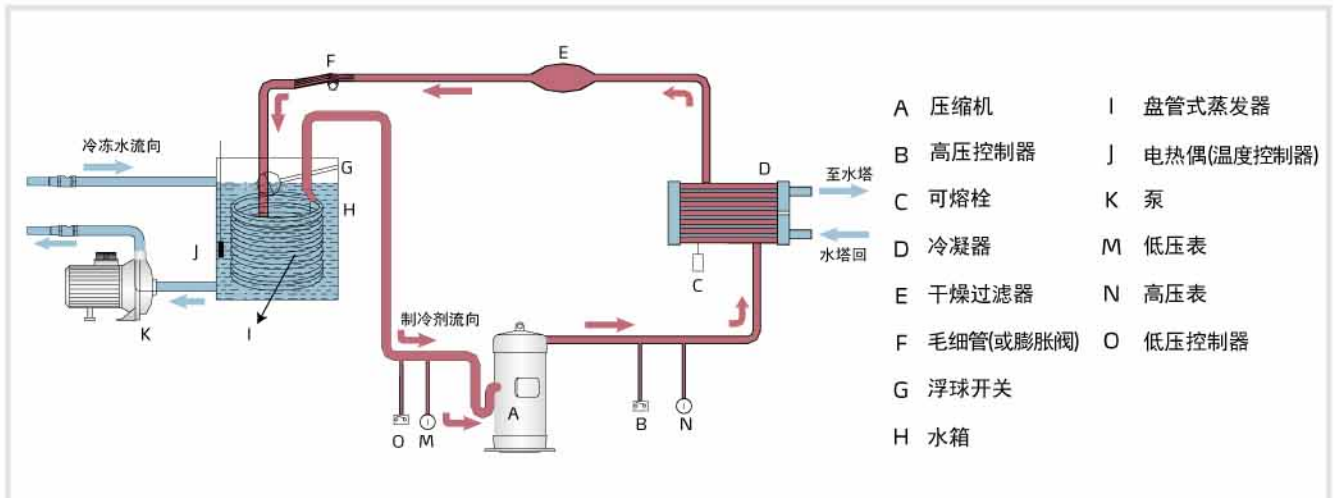 F
E
冷冻水流向
G
H
J
I
K
制冷剂流向
O
M
A
B
N
D
C
至水塔
水塔回
A 压缩机
B 高压控制器
C 可熔栓
D 冷凝器
E 干燥过滤器
F 毛细管(或膨胀阀)
G 浮球开关
H 水箱
I 盘管式蒸发器
J 电热偶(温度控制器)
K 泵
M 低压表
N 高压表
O 低压控制器